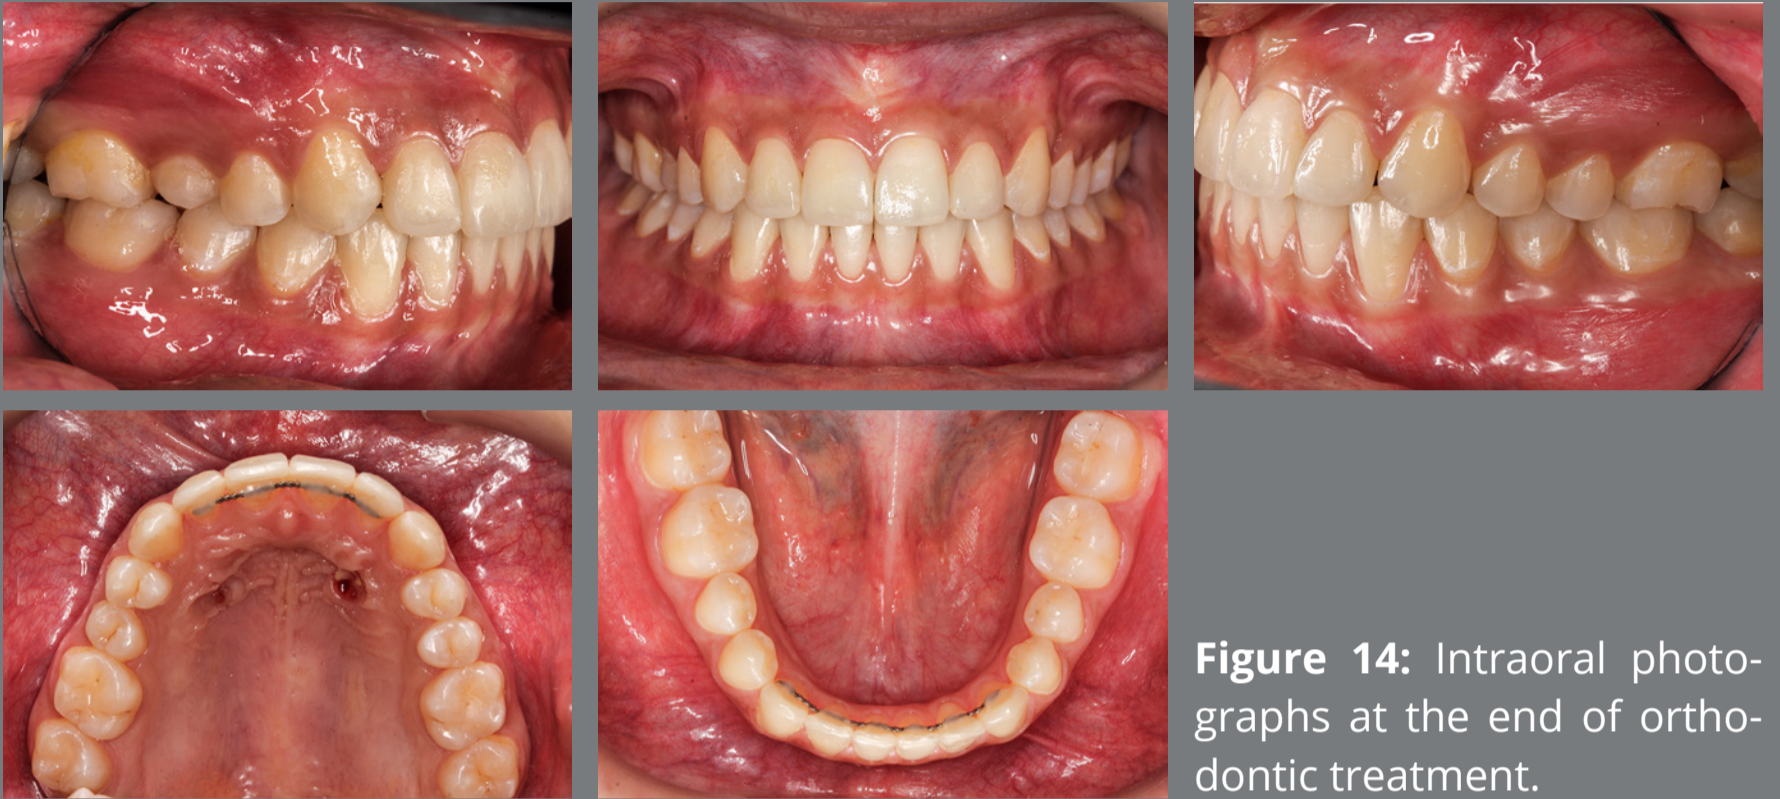 Figure 14: Intraoral photo-
graphs at the end of ortho-
dontic treatment.